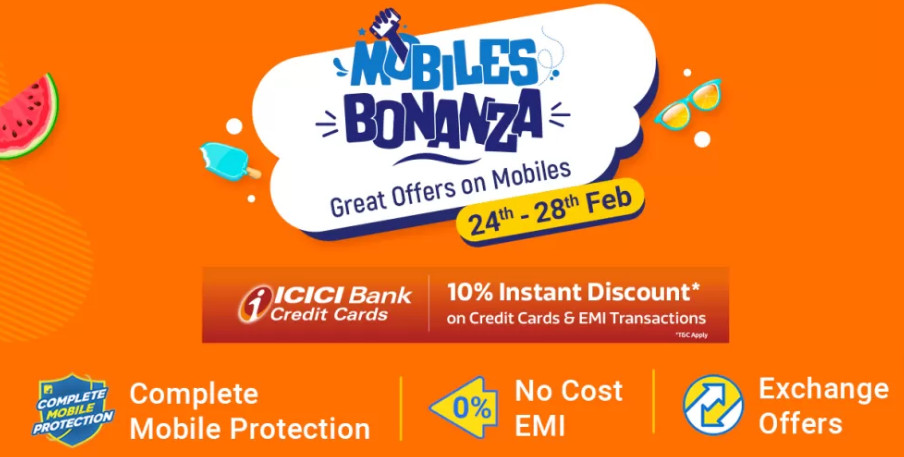 MOBILES
BONANZA
Great Offers on Mobiles
24th - 28th Feb
ICICI Bank
Credit Cards
10% Instant Discount*
on Credit Cards & EMI Transactions
*T&C Apply
COMPLETE
MOBILE
PROTECTION
Complete
Mobile Protection
0%
No Cost
EMI
Exchange
Offers